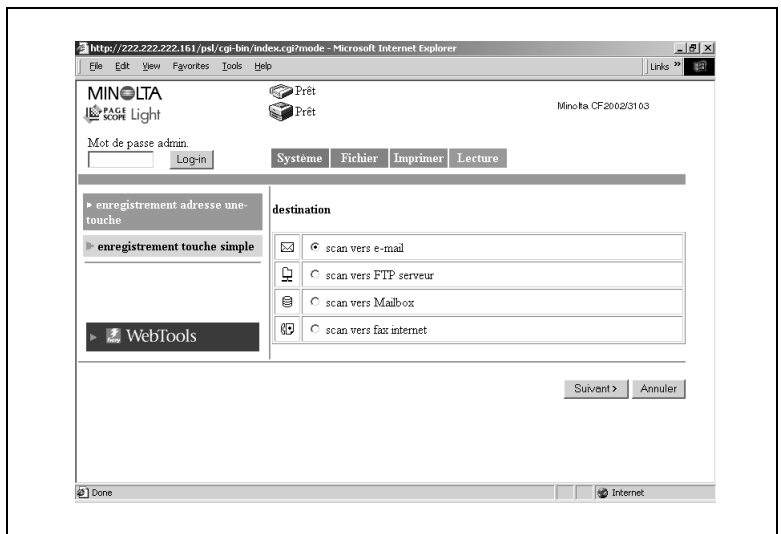 http://222.222.222.161/psl/cgi-bin/index.cgi?mode - Microsoft Internet Explorer
File Edit View Favorites Tools Help
Links »
MINOLTA
PAGE SCOPE Light
Prêt
Prêt
Minolta CF2002/3103
Mot de passe admin.
Log-in
Système Fichier Imprimer Lecture
enregistrement adresse une-
touche
enregistrement touche simple
WebTools
destination
scan vers e-mail
scan vers FTP serveur
scan vers Mailbox
scan vers fax internet
Suivant > Annuler
Done
Internet